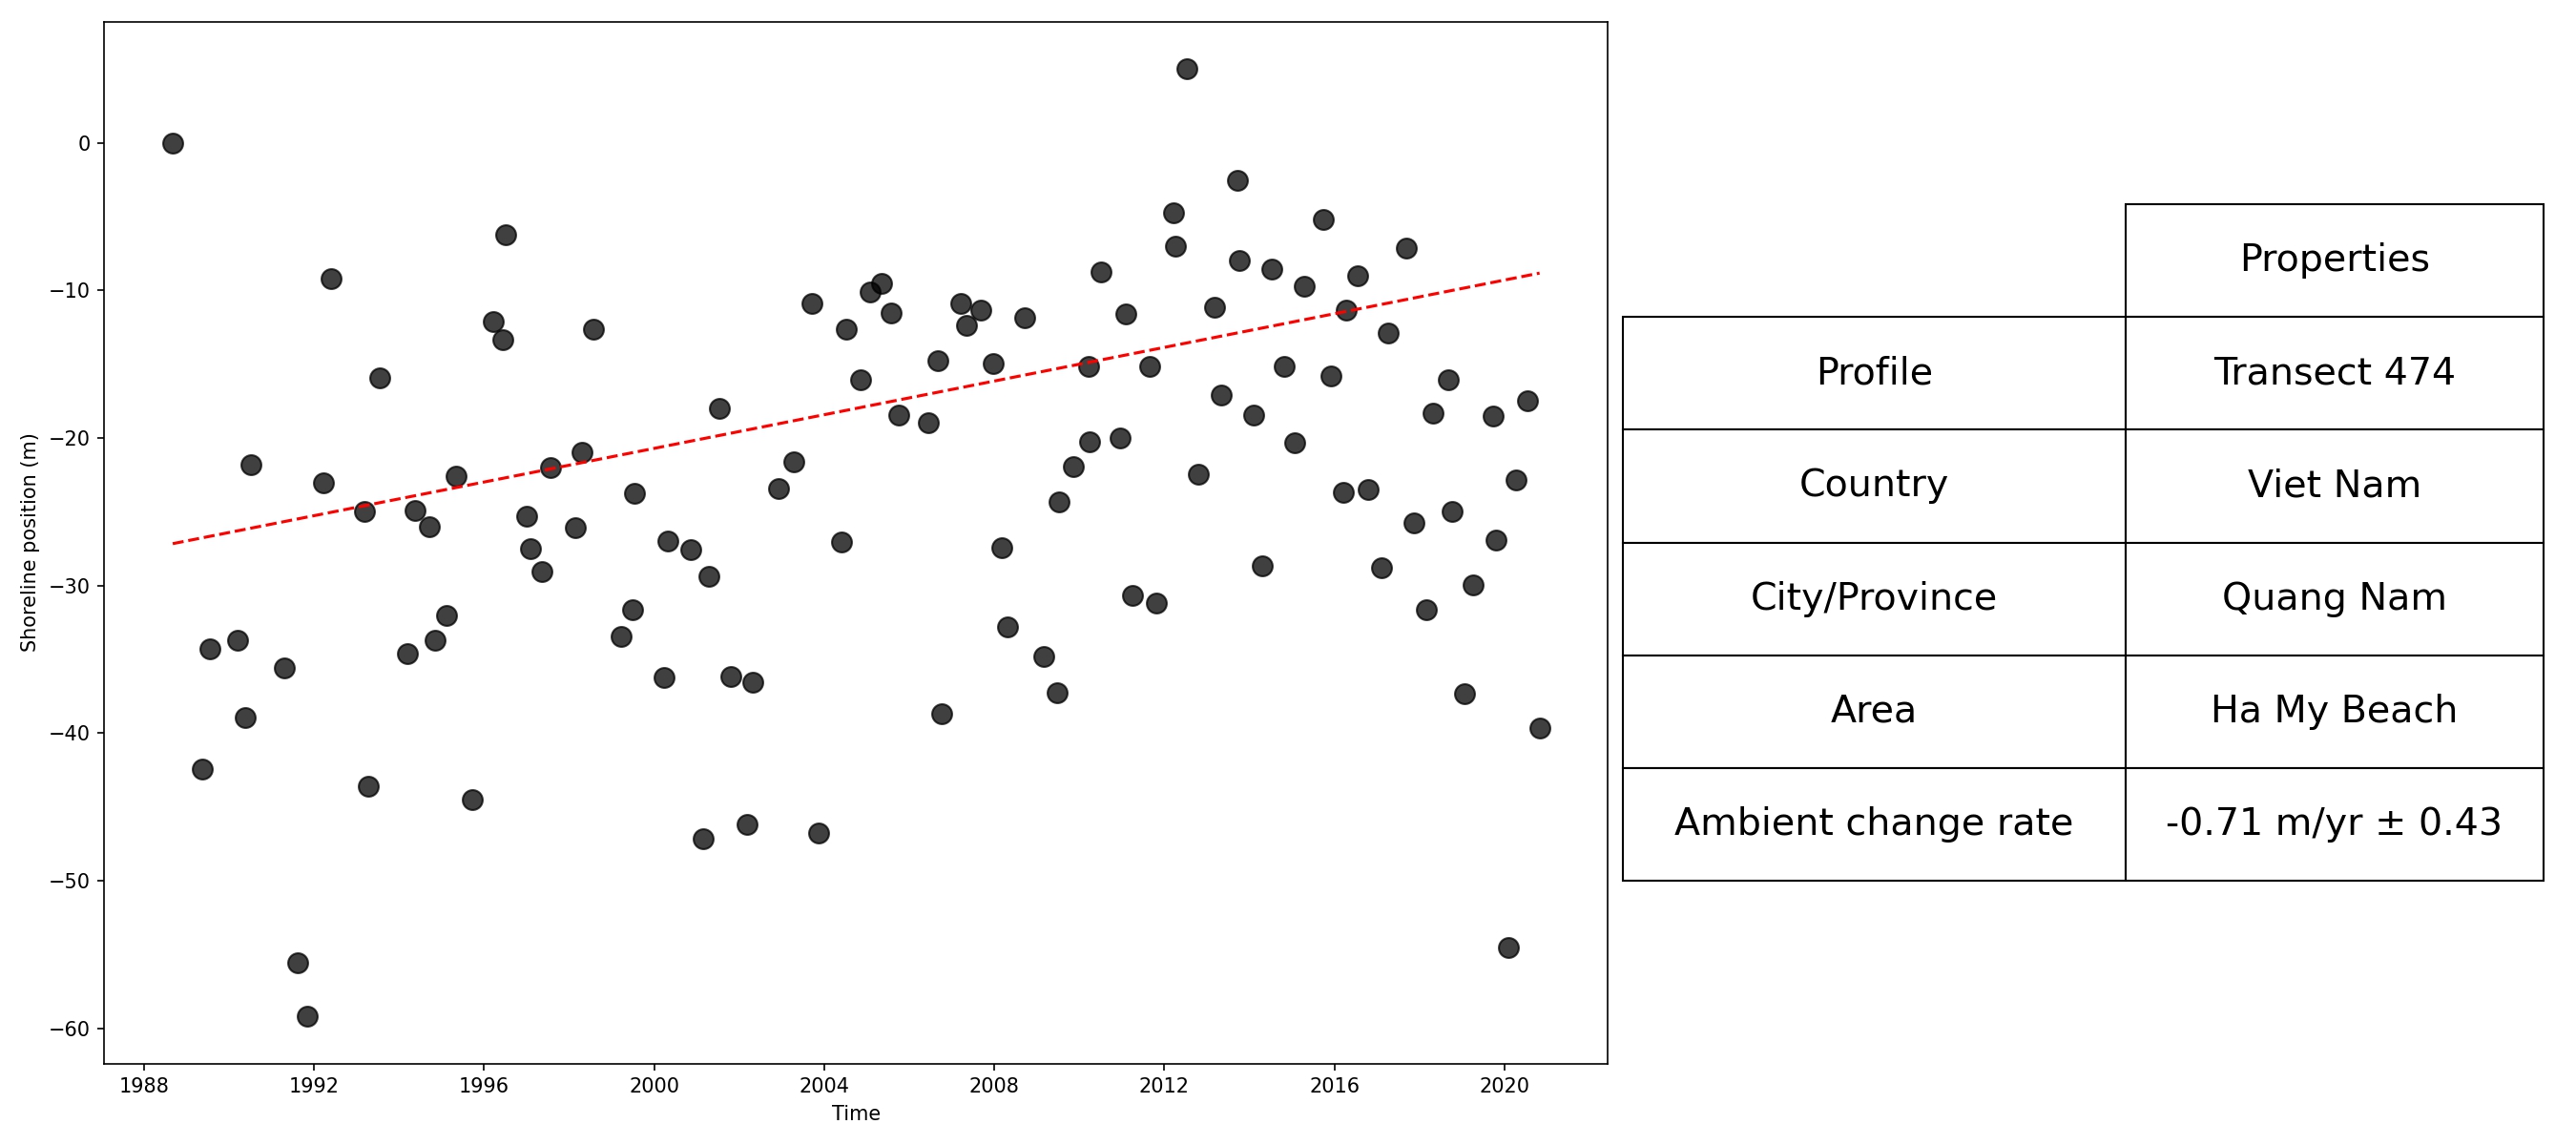 0
−10
−20
−30
−40
−50
−60
Shoreline position (m)
1988 1992 1996 2000 2004 2008 2012 2016 2020
Time
Properties
Profile Transect 474
Country Viet Nam
City/Province Quang Nam
Area Ha My Beach
Ambient change rate -0.71 m/yr ± 0.43